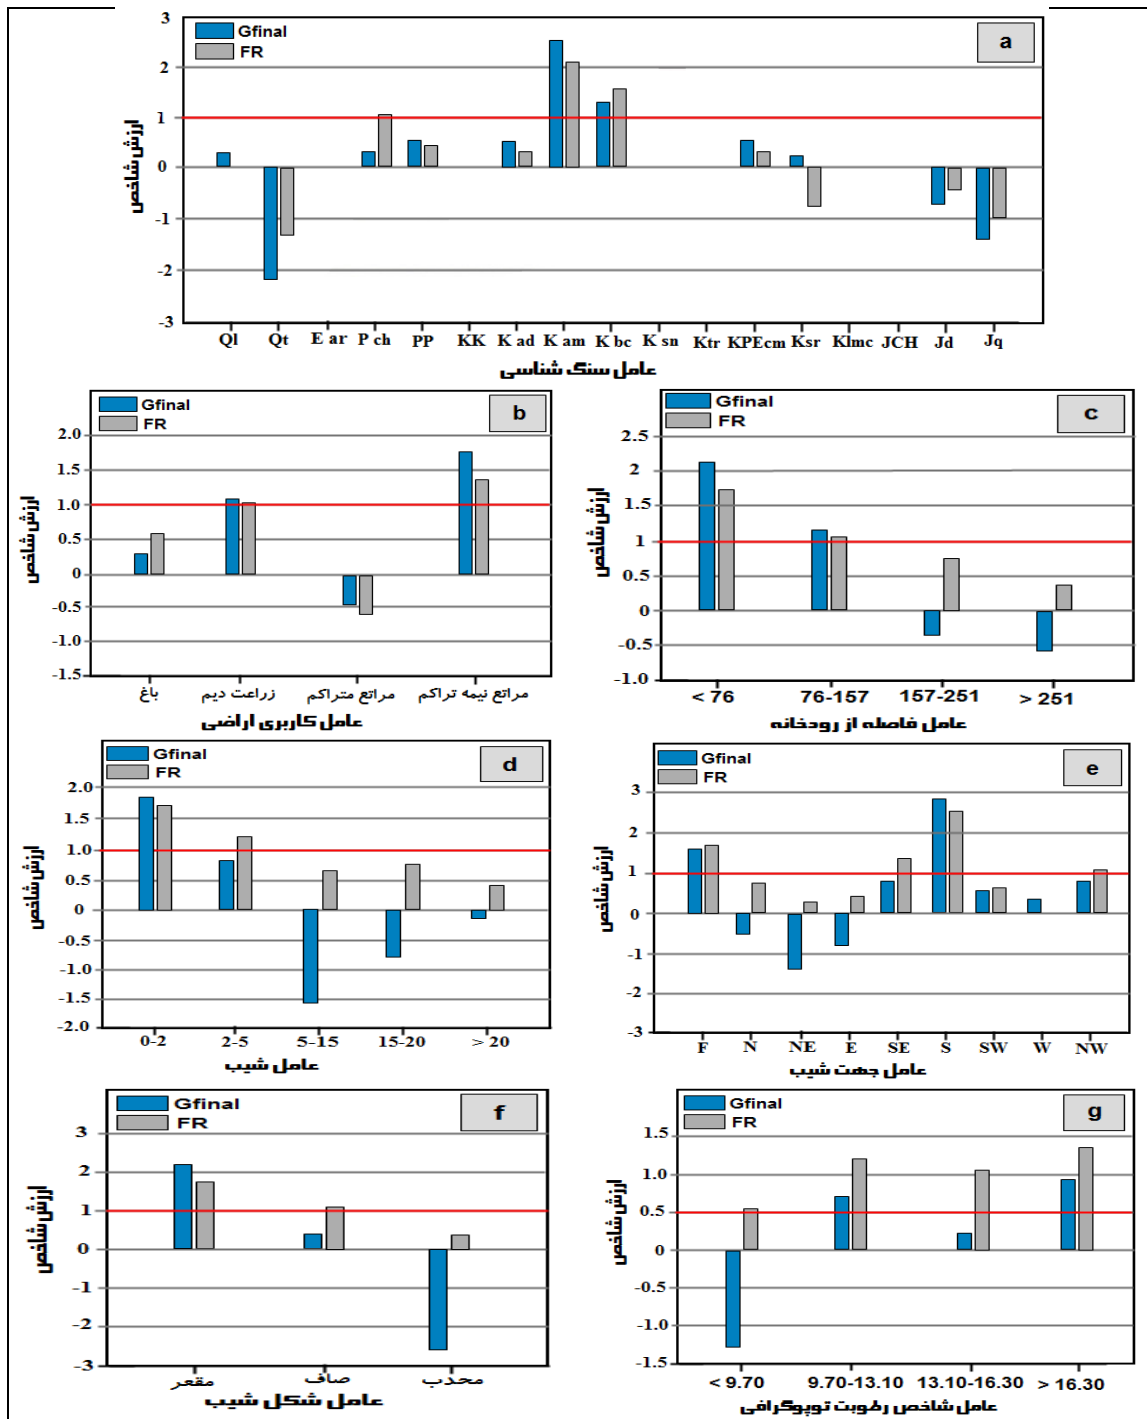 Gfinal
FR
a
ارزش شاخص
3
2
1
0
-1
-2
-3
Ql Qt E ar P ch PP KK K ad K am K bc K sn Ktr KPEcm Ksr Klmc JCH Jd Jq
عامل سنگ شناسی
Gfinal
FR
b
ارزش شاخص
2.0
1.5
1.0
0.5
0
-0.5
-1.0
-1.5
باغ زراعت دیم مراتع متراکم مراتع نیمه تراکم
عامل کاربری اراضی
Gfinal
FR
c
ارزش شاخص
2.5
2
1.5
1
0.5
0
-0.5
-1.0
< 76 76-157 157-251 > 251
عامل فاصله از رودخانه
Gfinal
FR
d
ارزش شاخص
2.0
1.5
1.0
0.5
0
-0.5
-1.0
-1.5
-2.0
0-2 2-5 5-15 15-20 > 20
عامل شیب
Gfinal
FR
e
ارزش شاخص
3
2
1
0
-1
-2
-3
F N NE E SE S SW W NW
عامل جهت شیب
Gfinal
FR
f
ارزش شاخص
3
2
1
0
-1
-2
-3
مقعر صاف محدب
عامل شکل شیب
Gfinal
FR
g
ارزش شاخص
1.5
1.0
0.5
0
-0.5
-1.0
-1.5
< 9.70 9.70-13.10 13.10-16.30 > 16.30
عامل شاخص رطوبت توپوگرافی